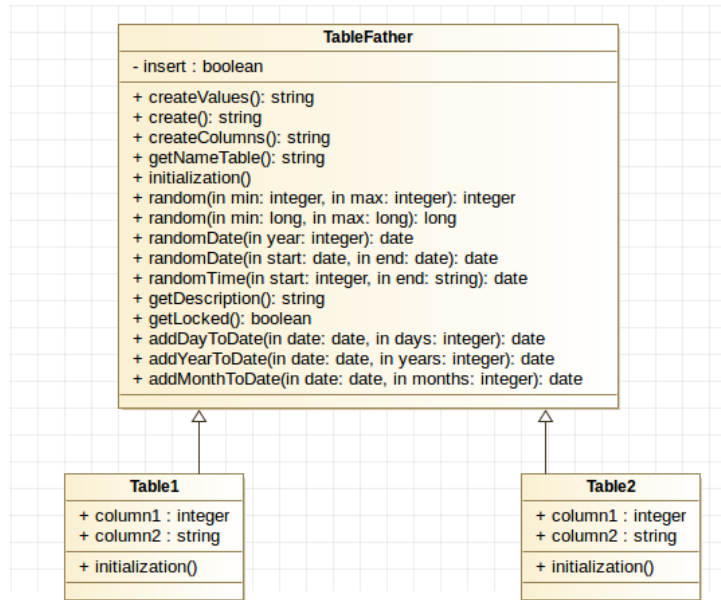 TableFather
- insert : boolean
+ createValues(): string
+ create(): string
+ createColumns(): string
+ getNameTable(): string
+ initialization()
+ random(in min: integer, in max: integer): integer
+ random(in min: long, in max: long): long
+ randomDate(in year: integer): date
+ randomDate(in start: date, in end: date): date
+ randomTime(in start: integer, in end: string): date
+ getDescription(): string
+ getLocked(): boolean
+ addDayToDate(in date: date, in days: integer): date
+ addYearToDate(in date: date, in years: integer): date
+ addMonthToDate(in date: date, in months: integer): date
Table1
+ column1 : integer
+ column2 : string
+ initialization()
Table2
+ column1 : integer
+ column2 : string
+ initialization()